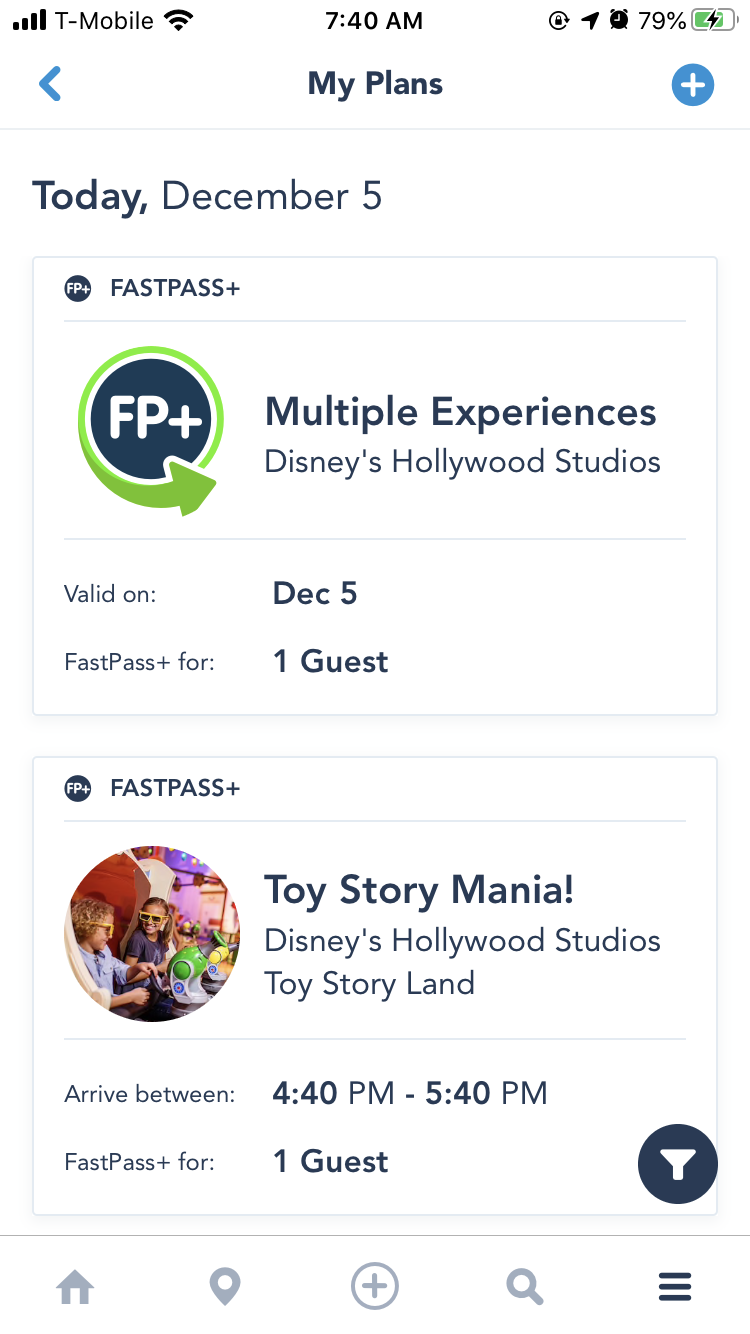 T-Mobile 7:40 AM 79%
My Plans
Today, December 5
FP+ FASTPASS+
FP+
Multiple Experiences
Disney's Hollywood Studios
Valid on: Dec 5
FastPass+ for: 1 Guest
FP+ FASTPASS+
Toy Story Mania!
Disney's Hollywood Studios
Toy Story Land
Arrive between: 4:40 PM - 5:40 PM
FastPass+ for: 1 Guest